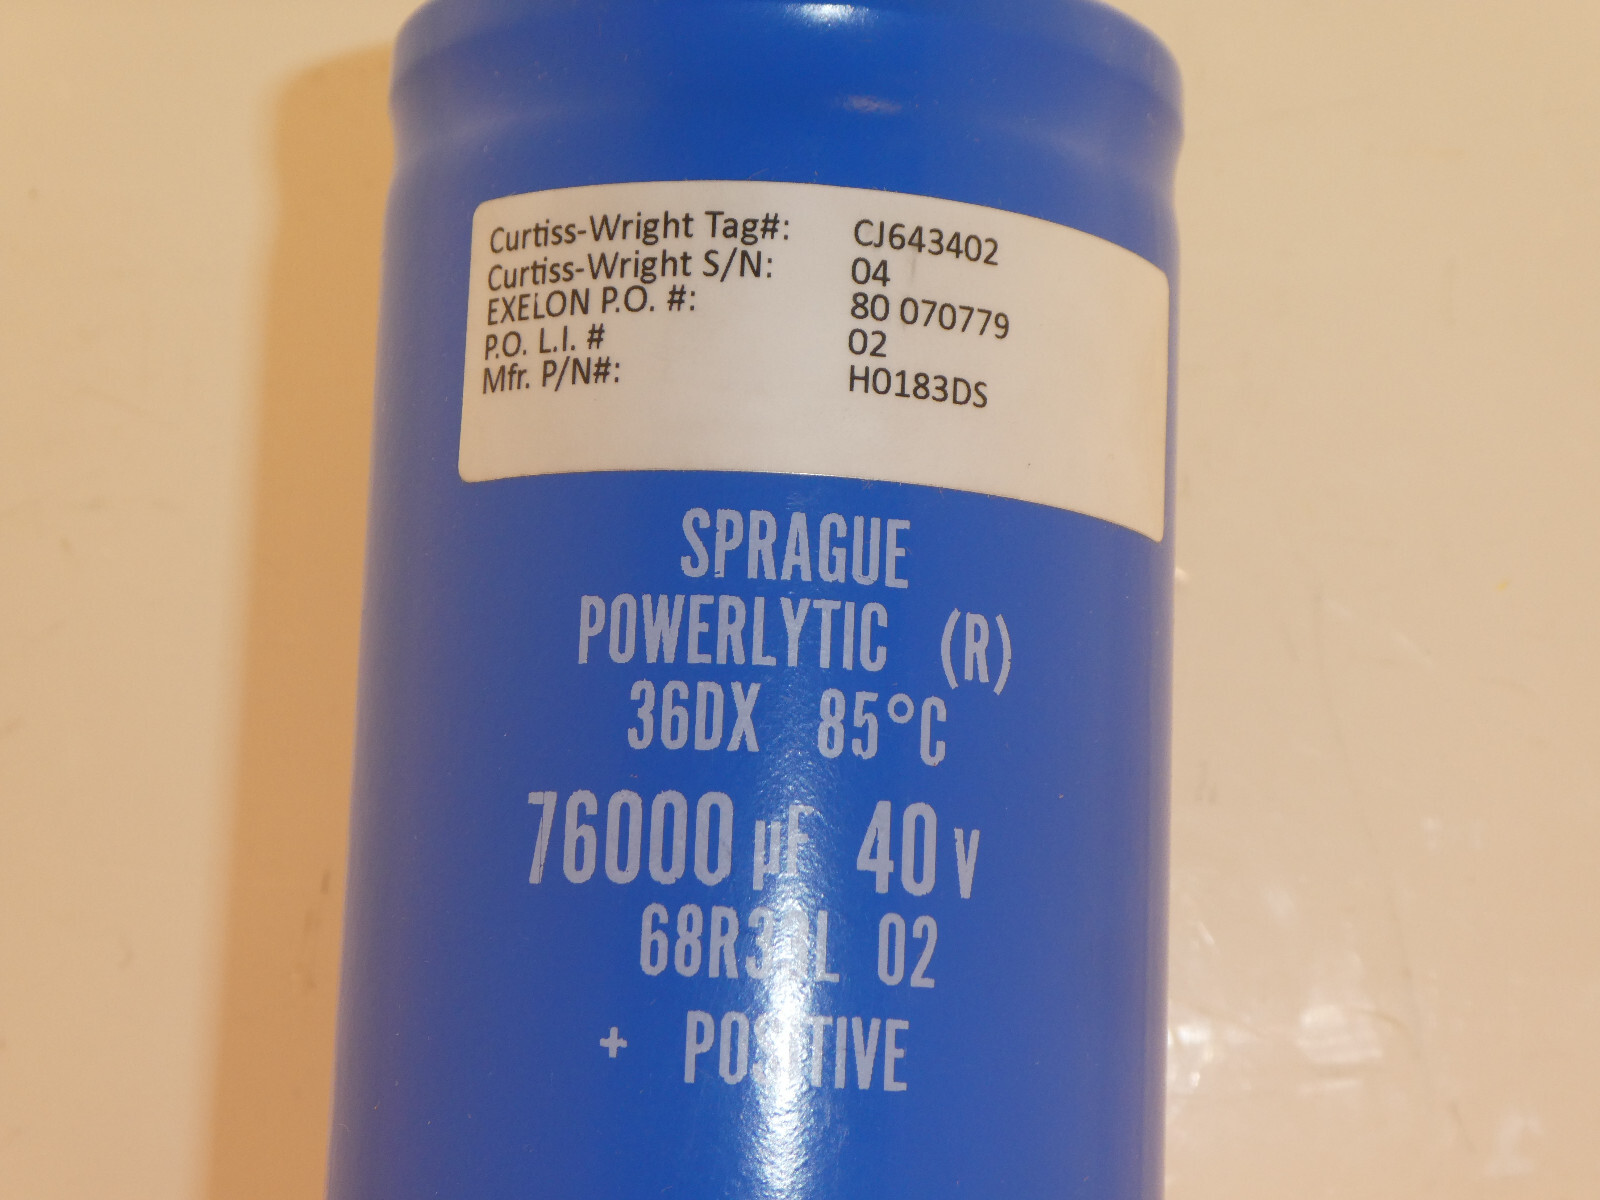 Curtiss-Wright Tag#: CJ643402
Curtiss-Wright S/N: 04
EXELON P.O. #: 80 070779
P.O. L.I. # 02
Mfr. P/N#: H0183DS
SPRAGUE
POWERLYTIC (R)
36DX 85°C
76000 µF 40 V
02
+ POSITIVE